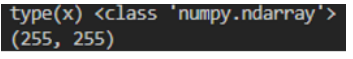 type(x) <class 'numpy.ndarray'>
(255, 255)